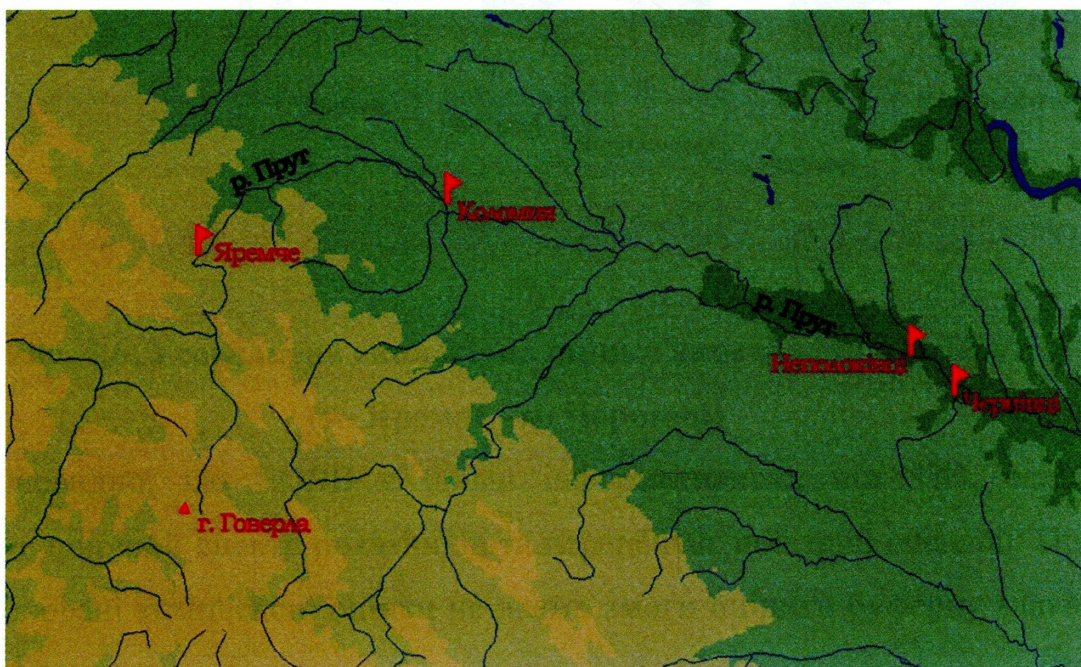 р. Прут
Коломия
Яремче
р. Прут
Неполоківці
Чернівці
г. Говерла